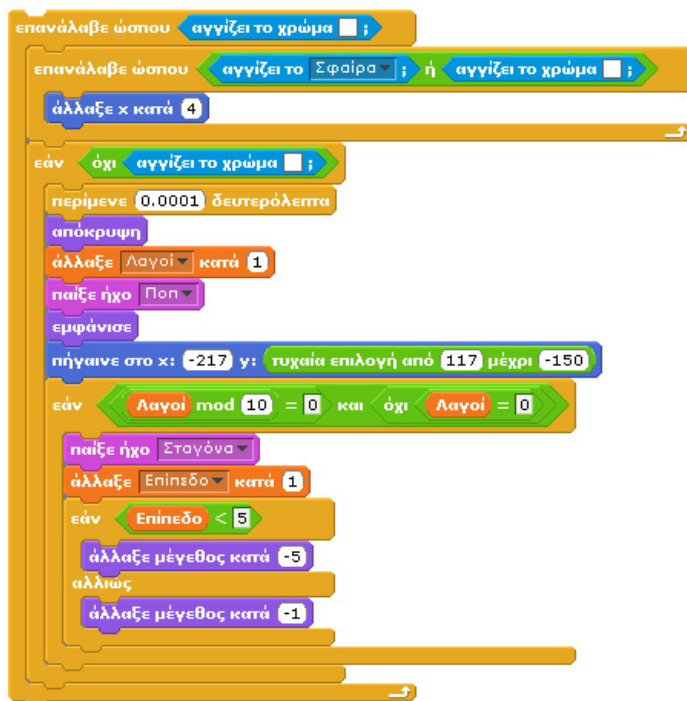 επανάλαβε ώσπου αγγίζει το χρώμα ;
επανάλαβε ώσπου αγγίζει το Σφαίρα ; ή αγγίζει το χρώμα ;
άλλαξε x κατά 4
εάν όχι αγγίζει το χρώμα ;
περίμενε 0.0001 δευτερόλεπτα
απόκρυψη
άλλαξε Λαγοί κατά 1
παίξε ήχο Ποπ
εμφάνισε
πήγαινε στο x: -217 y: τυχαία επιλογή από 117 μέχρι -150
εάν Λαγοί mod 10 = 0 και όχι Λαγοί = 0
παίξε ήχο Σταγόνα
άλλαξε Επίπεδο κατά 1
εάν Επίπεδο < 5
άλλαξε μέγεθος κατά -5
αλλιώς
άλλαξε μέγεθος κατά -1